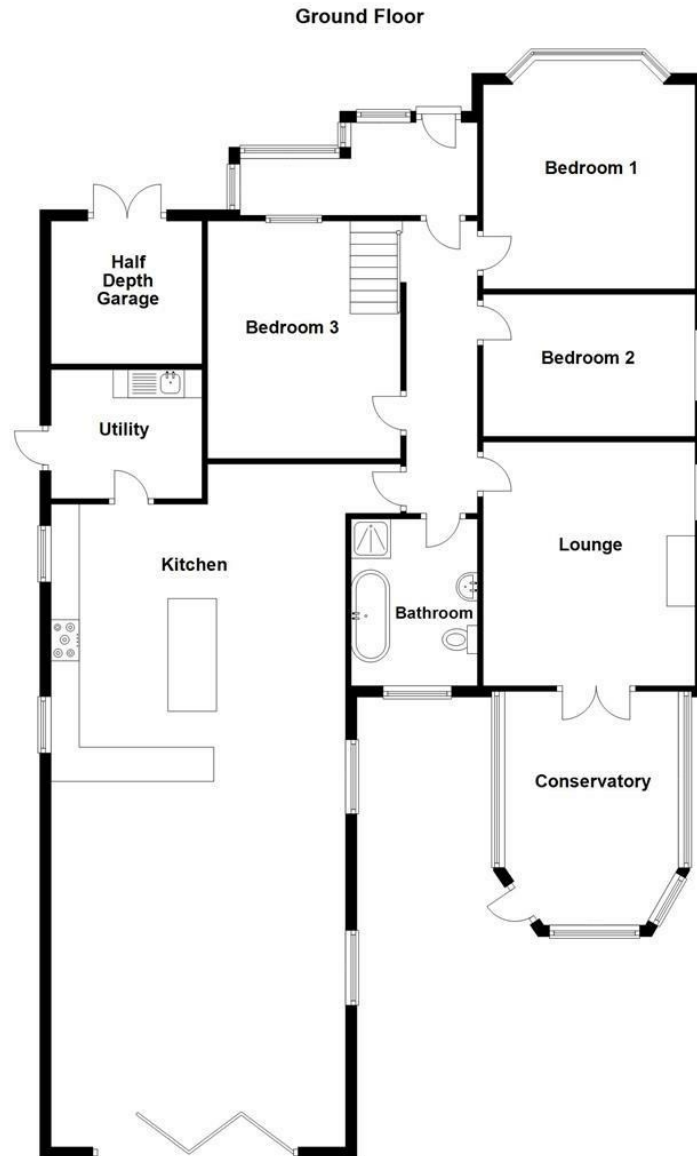 Ground Floor
Bedroom 1
Half
Depth
Garage
Bedroom 3
Bedroom 2
Utility
Lounge
Kitchen
Bathroom
Conservatory